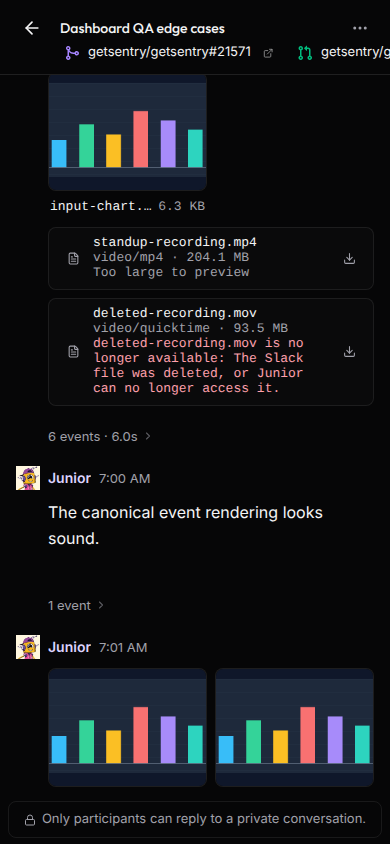 Dashboard QA edge cases
getsentry/getsentry#21571
getsentry/g
input-chart.… 6.3 KB
standup-recording.mp4
video/mp4 · 204.1 MB
Too large to preview
deleted-recording.mov
video/quicktime · 93.5 MB
deleted-recording.mov is no
longer available: The Slack
file was deleted, or Junior
can no longer access it.
6 events · 6.0s
Junior 7:00 AM
The canonical event rendering looks
sound.
1 event
Junior 7:01 AM
Only participants can reply to a private conversation.